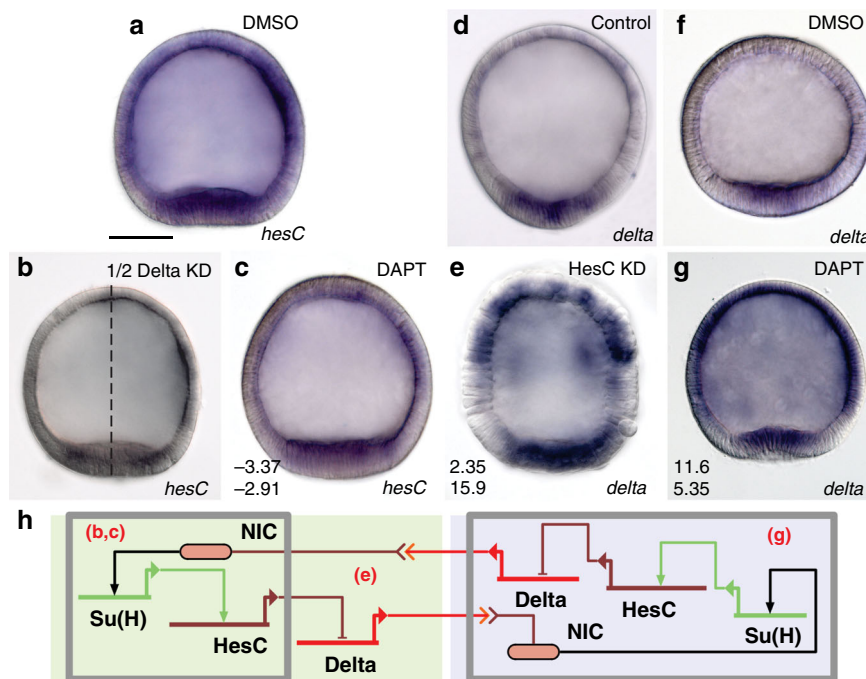 a DMSO
hesC
b 1/2 Delta KD
hesC
c DAPT
–3.37
–2.91
hesC
d Control
delta
e HesC KD
2.35
15.9
delta
f DMSO
delta
g DAPT
11.6
5.35
delta
h
(b,c)
NIC
Su(H)
HesC
(e)
Delta
(g)
Delta
HesC
NIC
Su(H)